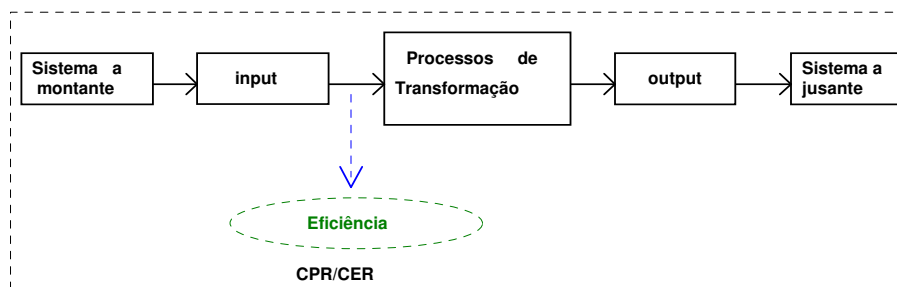 Sistema a
montante
input
Processos de
Transformação
output
Sistema a
jusante
Eficiência
CPR/CER